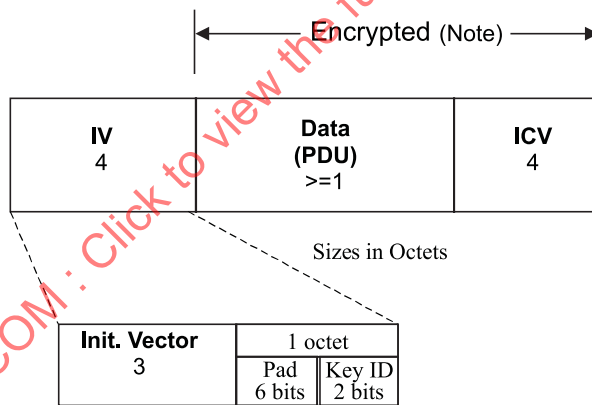 Encrypted (Note)
IV
4
Data
(PDU)
>=1
ICV
4
Sizes in Octets
Init. Vector
3
1 octet
Pad
6 bits
Key ID
2 bits
COM : Click to view the